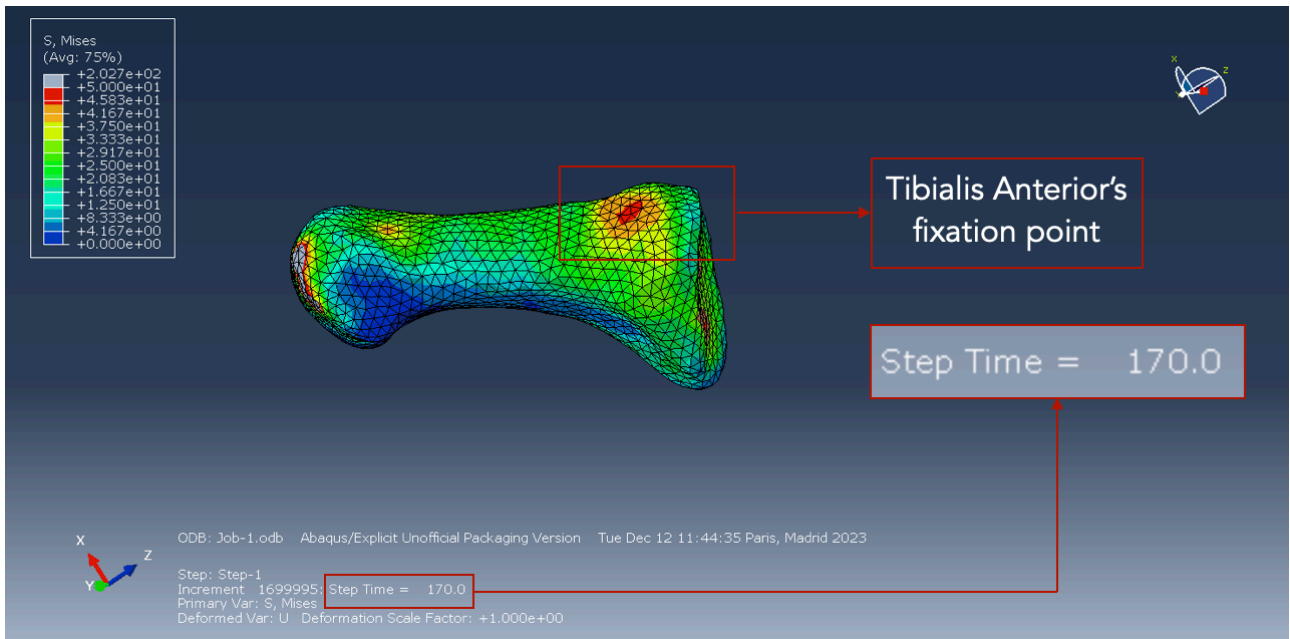 S, Mises
(Avg: 75%)
+2.027e+02
+5.000e+01
+4.583e+01
+4.167e+01
+3.750e+01
+3.333e+01
+2.917e+01
+2.500e+01
+2.083e+01
+1.667e+01
+1.250e+01
+8.333e+00
+4.167e+00
+0.000e+00
X
Z
Tibialis Anterior's
fixation point
Step Time = 170.0
X
Z
Y
ODB: Job-1.odb Abaqus/Explicit Unofficial Packaging Version Tue Dec 12 11:44:35 Paris, Madrid 2023
Step: Step-1
Increment 1699995: Step Time = 170.0
Primary Var: S, Mises
Deformed Var: U Deformation Scale Factor: +1.000e+00